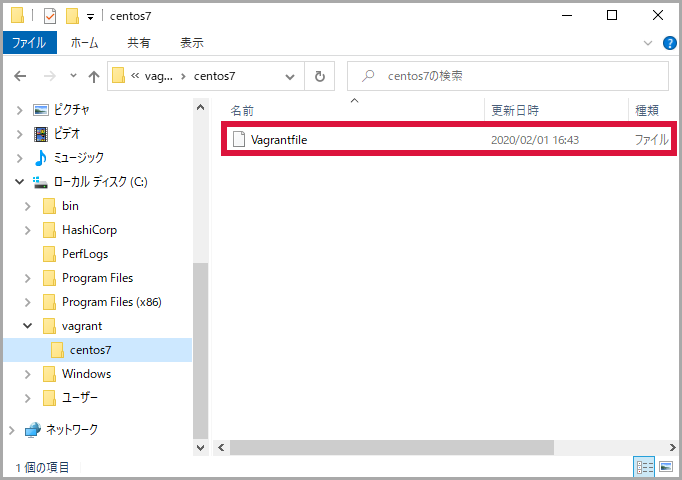 centos7
ファイル ホーム 共有 表示
« vag... › centos7
centos7の検索
ピクチャ
ビデオ
ミュージック
ローカル ディスク (C:)
bin
HashiCorp
PerfLogs
Program Files
Program Files (x86)
vagrant
centos7
Windows
ユーザー
ネットワーク
名前 更新日時 種類
Vagrantfile 2020/02/01 16:43 ファイル
1 個の項目